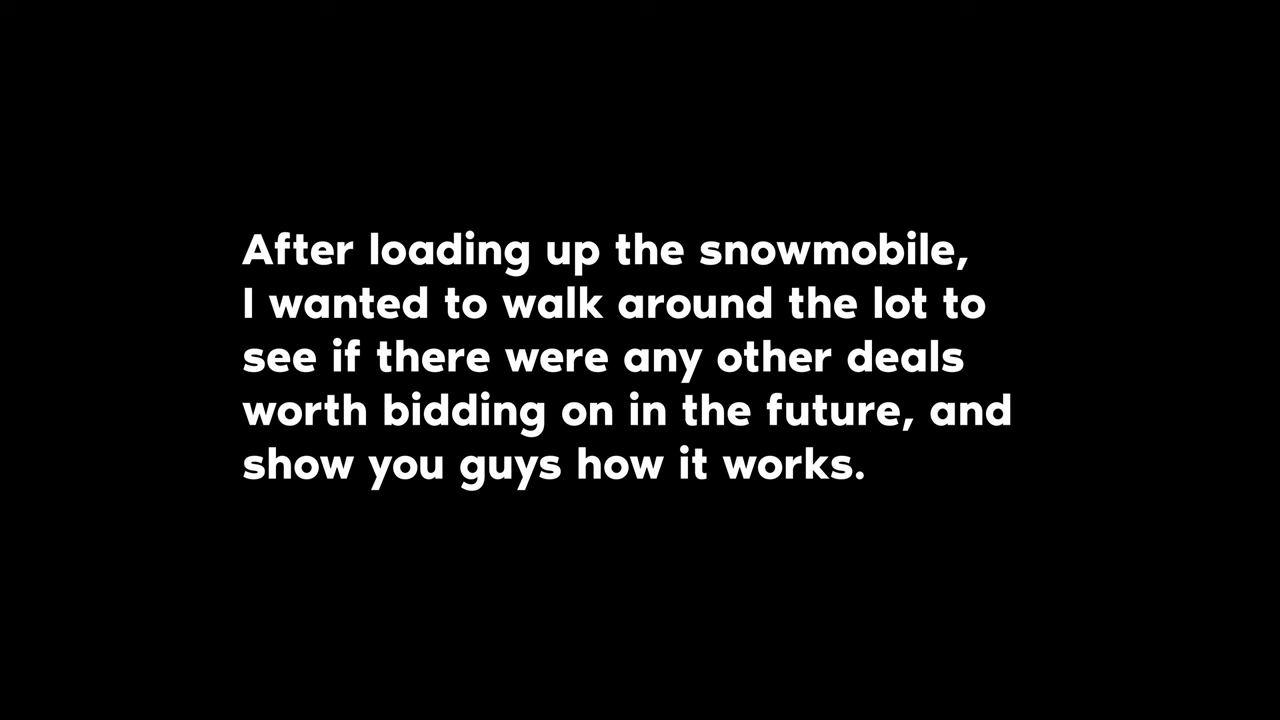 After loading up the snowmobile,
I wanted to walk around the lot to
see if there were any other deals
worth bidding on in the future, and
show you guys how it works.